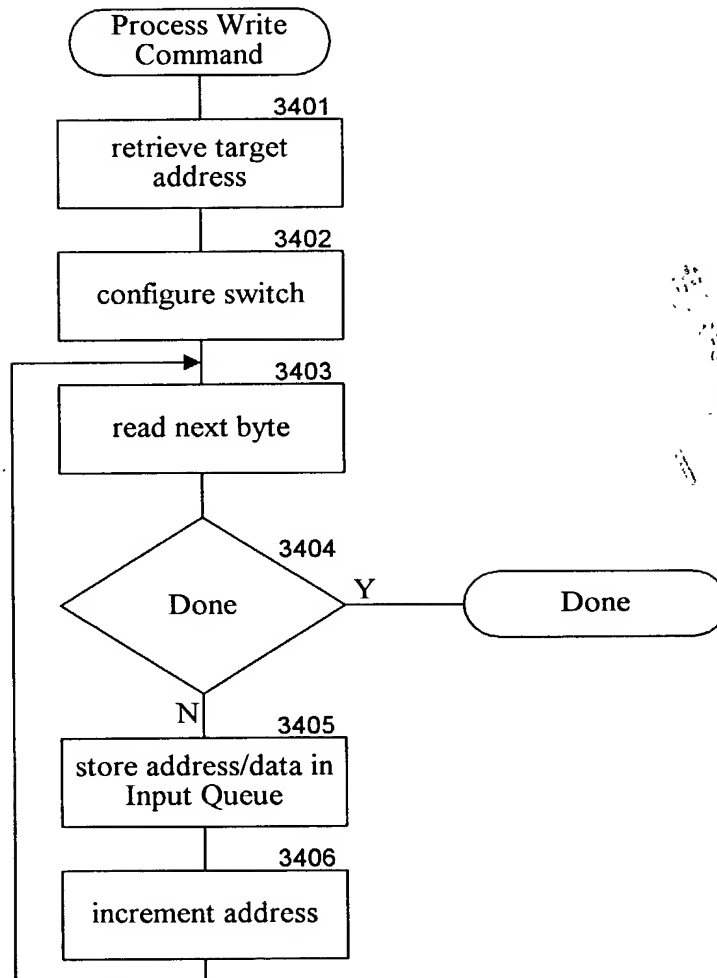 Process Write
Command
3401
retrieve target
address
3402
configure switch
3403
read next byte
3404
Done
Y
Done
N
3405
store address/data in
Input Queue
3406
increment address